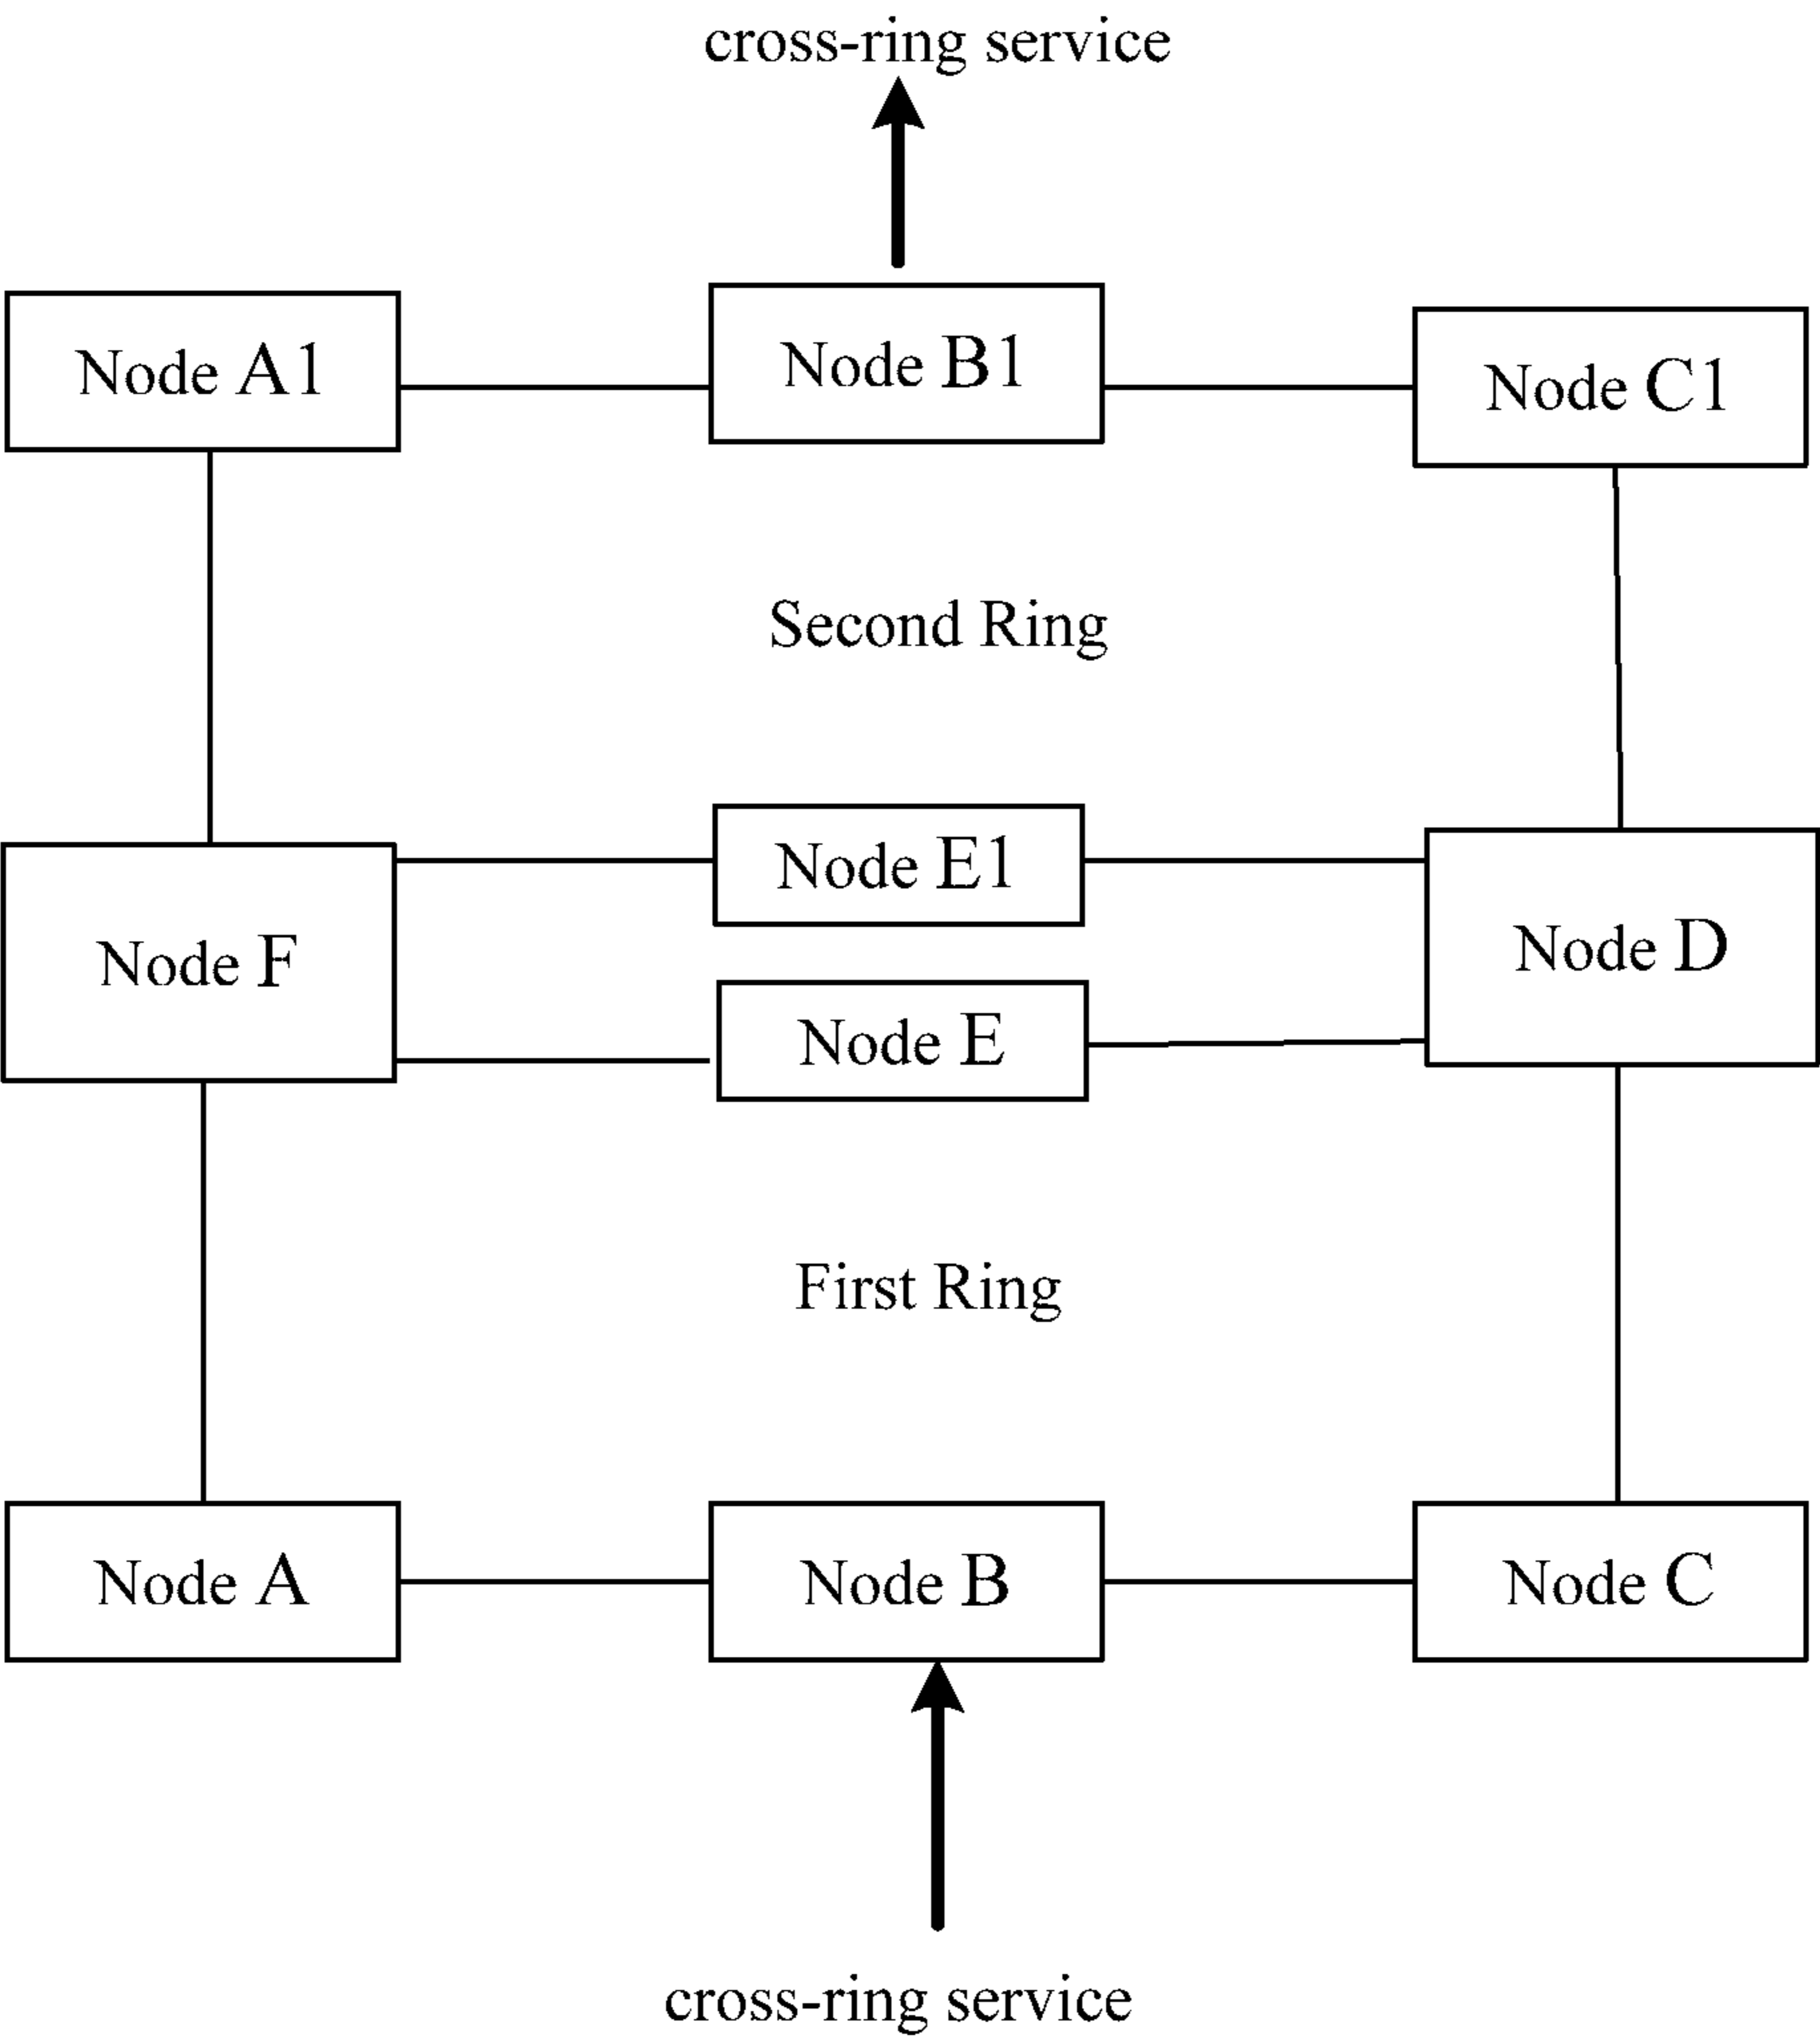 cross-ring service
Node A1
Node B1
Node C1
Second Ring
Node E1
Node F
Node D
Node E
First Ring
Node A
Node B
Node C
cross-ring service